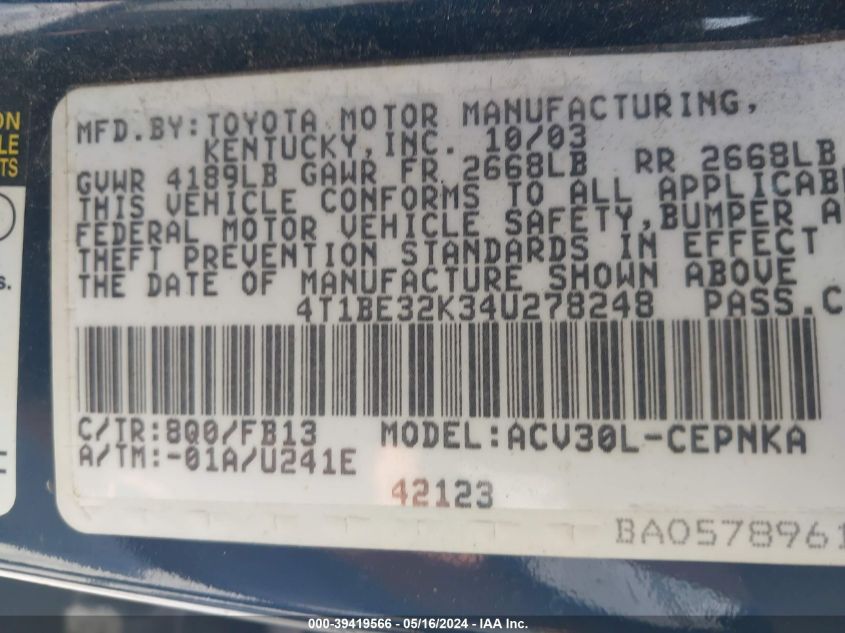 ON
LE
TS
s.
MFD.BY:TOYOTA MOTOR MANUFACTURING,
KENTUCKY,INC. 10/03
GVWR 4189LB GAWR FR 2668LB RR 2668LB
THIS VEHICLE CONFORMS TO ALL APPLICAB
FEDERAL MOTOR VEHICLE SAFETY,BUMPER A
THEFT PREVENTION STANDARDS IN EFFECT
THE DATE OF MANUFACTURE SHOWN ABOVE
4T1BE32K34U278248 PASS.C
C/TR:8Q0/FB13 MODEL:ACV30L-CEPNKA
A/TM:-01A/U241E
42123
BA0578961
000-39419566 - 05/16/2024 - IAA Inc.